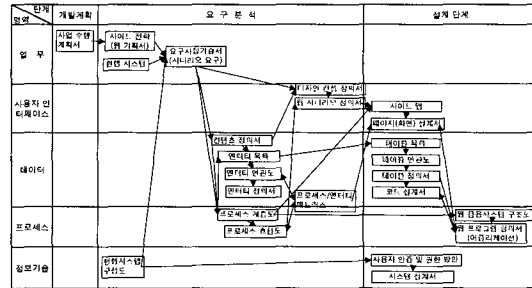 단계
영역
개발계획
요 구 분 석
설계 단계
업 무
사업 수행
계획서
사이트 전략
(웹 기획서)
현행 시스템
요구사항기술서
(시나리오 요구)
디자인 컨셉 정의서
웹 시나리오 정의서
사용자 인
터페이스
사이트 맵
페이지(화면) 설계서
데이터
컨텐츠 정의서
엔터티 목록
엔터티 연관도
엔터티 정의서
프로세스/엔터티
매트릭스
테이블 목록
테이블 연관도
테이블 정의서
코드 설계서
프로세스
프로세스 계층도
프로세스 흐름도
웹 응용시스템 구조도
웹 프로그램 정의서
(어플리케이션)
정보기술
현행시스템
구성도
사용자 인증 및 권한 방안
시스템 설계서